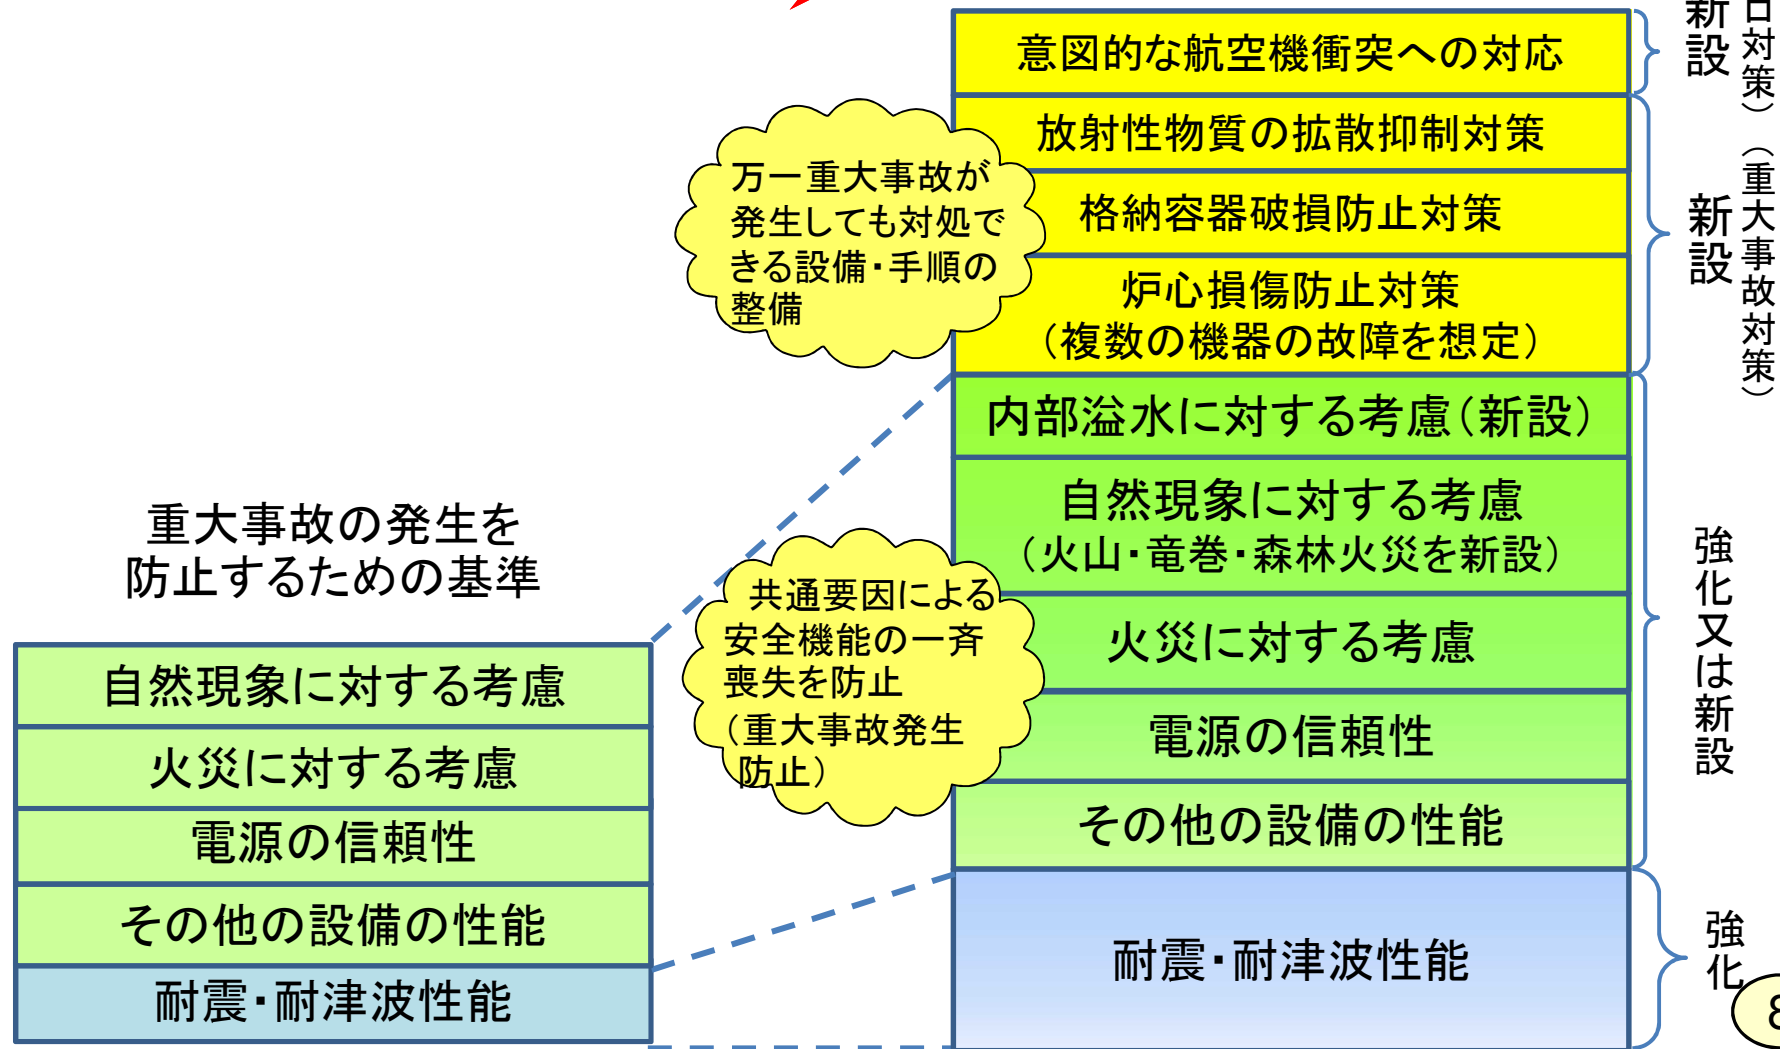 重大事故の発生を
防止するための基準
自然現象に対する考慮
火災に対する考慮
電源の信頼性
その他の設備の性能
耐震・耐津波性能
万一重大事故が
発生しても対処で
きる設備・手順の
整備
共通要因による
安全機能の一斉
喪失を防止
(重大事故発生
防止)
意図的な航空機衝突への対応
放射性物質の拡散抑制対策
格納容器破損防止対策
炉心損傷防止対策
(複数の機器の故障を想定)
内部溢水に対する考慮(新設)
自然現象に対する考慮
(火山・竜巻・森林火災を新設)
火災に対する考慮
電源の信頼性
その他の設備の性能
耐震・耐津波性能
新設
対策)
新設
(重大事故対策)
強化又は新設
強化